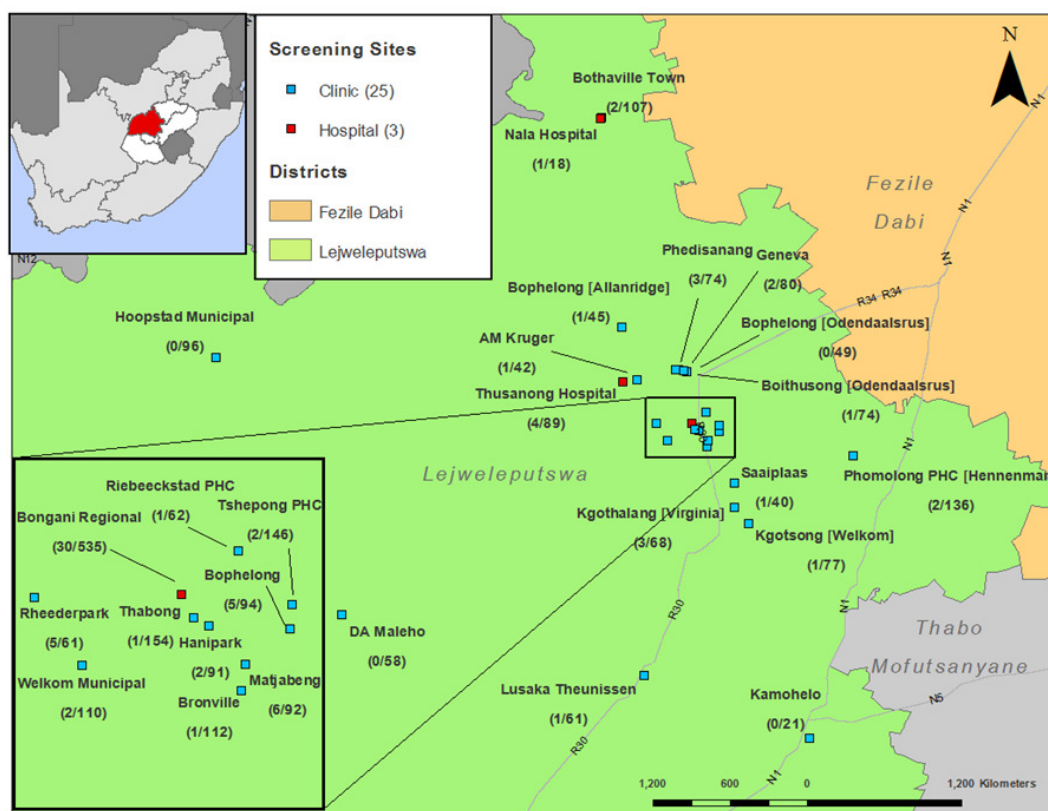 Screening Sites
Clinic (25)
Hospital (3)
Districts
Fezile Dabi
Lejweleputswa
N
N1
Bothaville Town
(2/107)
Nala Hospital
(1/18)
Fezile
Dabi
N1
N12
Phedisanang
(3/74)
Geneva
(2/80)
N1
R34 R34
Bophelong [Allanridge]
(1/45)
Hoopstad Municipal
(0/96)
Bophelong [Odendaalsrus]
(0/49)
AM Kruger
(1/42)
Boithusong [Odendaalsrus]
(1/74)
Thusanong Hospital
(4/89)
N1
Lejweleputswa
Phomolong PHC [Hennenman
(2/136)
Saaiplaas
(1/40)
Kgothalang [Virginia]
(3/68)
Kgotsong [Welkom]
(1/77)
Riebeeckstad PHC
(1/62)
Tshepong PHC
(2/146)
Bongani Regional
(30/535)
Bophelong
(5/94)
Rheederpark
(5/61)
Thabong
(1/154)
Hanipark
(2/91)
Welkom Municipal
(2/110)
Matjabeng
(6/92)
Bronville
(1/112)
DA Maleho
(0/58)
R30
N1
Thabo
Mofutsanyane
Lusaka Theunissen
(1/61)
Kamohelo
(0/21)
N5
R30
N1
1,200 600 0 1,200 Kilometers